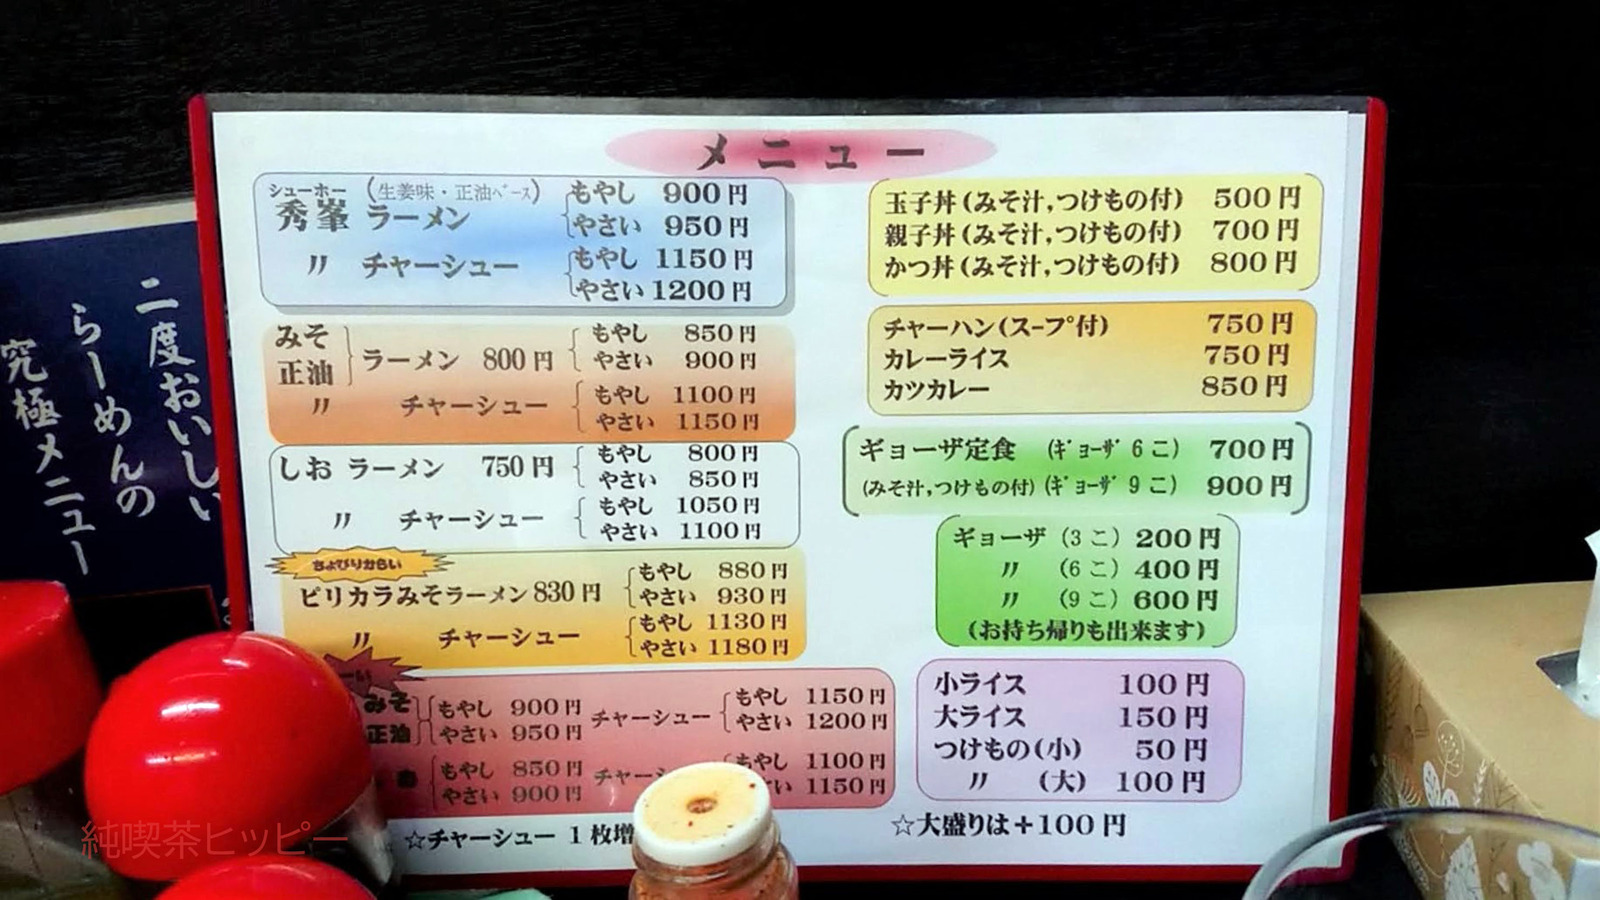 メニュー
シューホー
秀峯 ラーメン (生姜味・正油ベース) もやし 900円
やさい 950円
〃 チャーシュー もやし 1150円
やさい 1200円
みそ
正油
ラーメン 800円 もやし 850円
やさい 900円
〃 チャーシュー もやし 1100円
やさい 1150円
しお ラーメン 750円 もやし 800円
やさい 850円
〃 チャーシュー もやし 1050円
やさい 1100円
ちょぴりからい
ピリカラみそラーメン 830円 もやし 880円
やさい 930円
〃 チャーシュー もやし 1130円
やさい 1180円
みそ もやし 900円 チャーシュー もやし 1150円
正油 やさい 950円 やさい 1200円
もやし 850円 もやし 1100円
やさい 900円 やさい 1150円
☆チャーシュー 1枚増
玉子丼(みそ汁,つけもの付) 500円
親子丼(みそ汁,つけもの付) 700円
かつ丼(みそ汁,つけもの付) 800円
チャーハン(スープ付) 750円
カレーライス 750円
カツカレー 850円
ギョーザ定食 (ギョーザ 6こ) 700円
(みそ汁,つけもの付) (ギョーザ 9こ) 900円
ギョーザ (3こ) 200円
〃 (6こ) 400円
〃 (9こ) 600円
(お持ち帰りも出来ます)
小ライス 100円
大ライス 150円
つけもの(小) 50円
〃 (大) 100円
☆大盛りは+100円
二度おいしい
らーめんの
究極メニュー
純喫茶ヒッピー